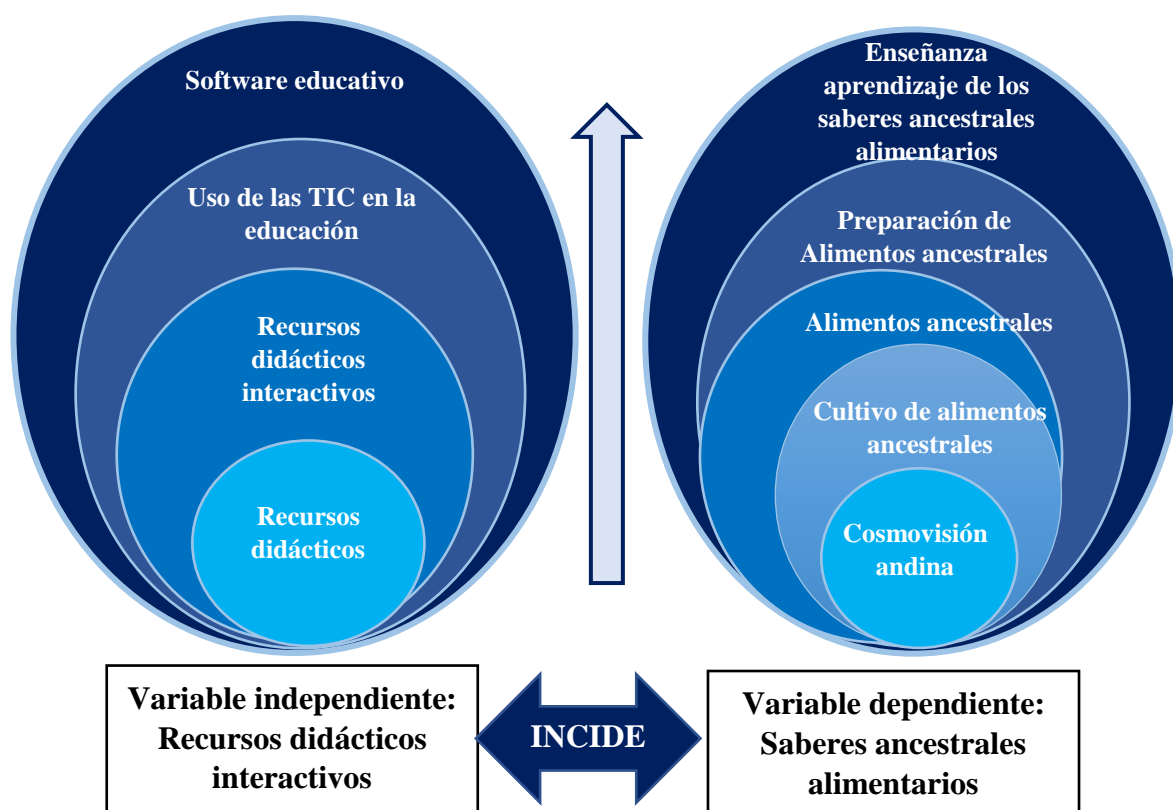 Software educativo
Uso de las TIC en la
educación
Recursos
didácticos
interactivos
Recursos
didácticos
Enseñanza
aprendizaje de los
saberes ancestrales
alimentarios
Preparación de
Alimentos ancestrales
Alimentos ancestrales
Cultivo de alimentos
ancestrales
Cosmovisión
andina
Variable independiente:
Recursos didácticos
interactivos
INCIDE
Variable dependiente:
Saberes ancestrales
alimentarios